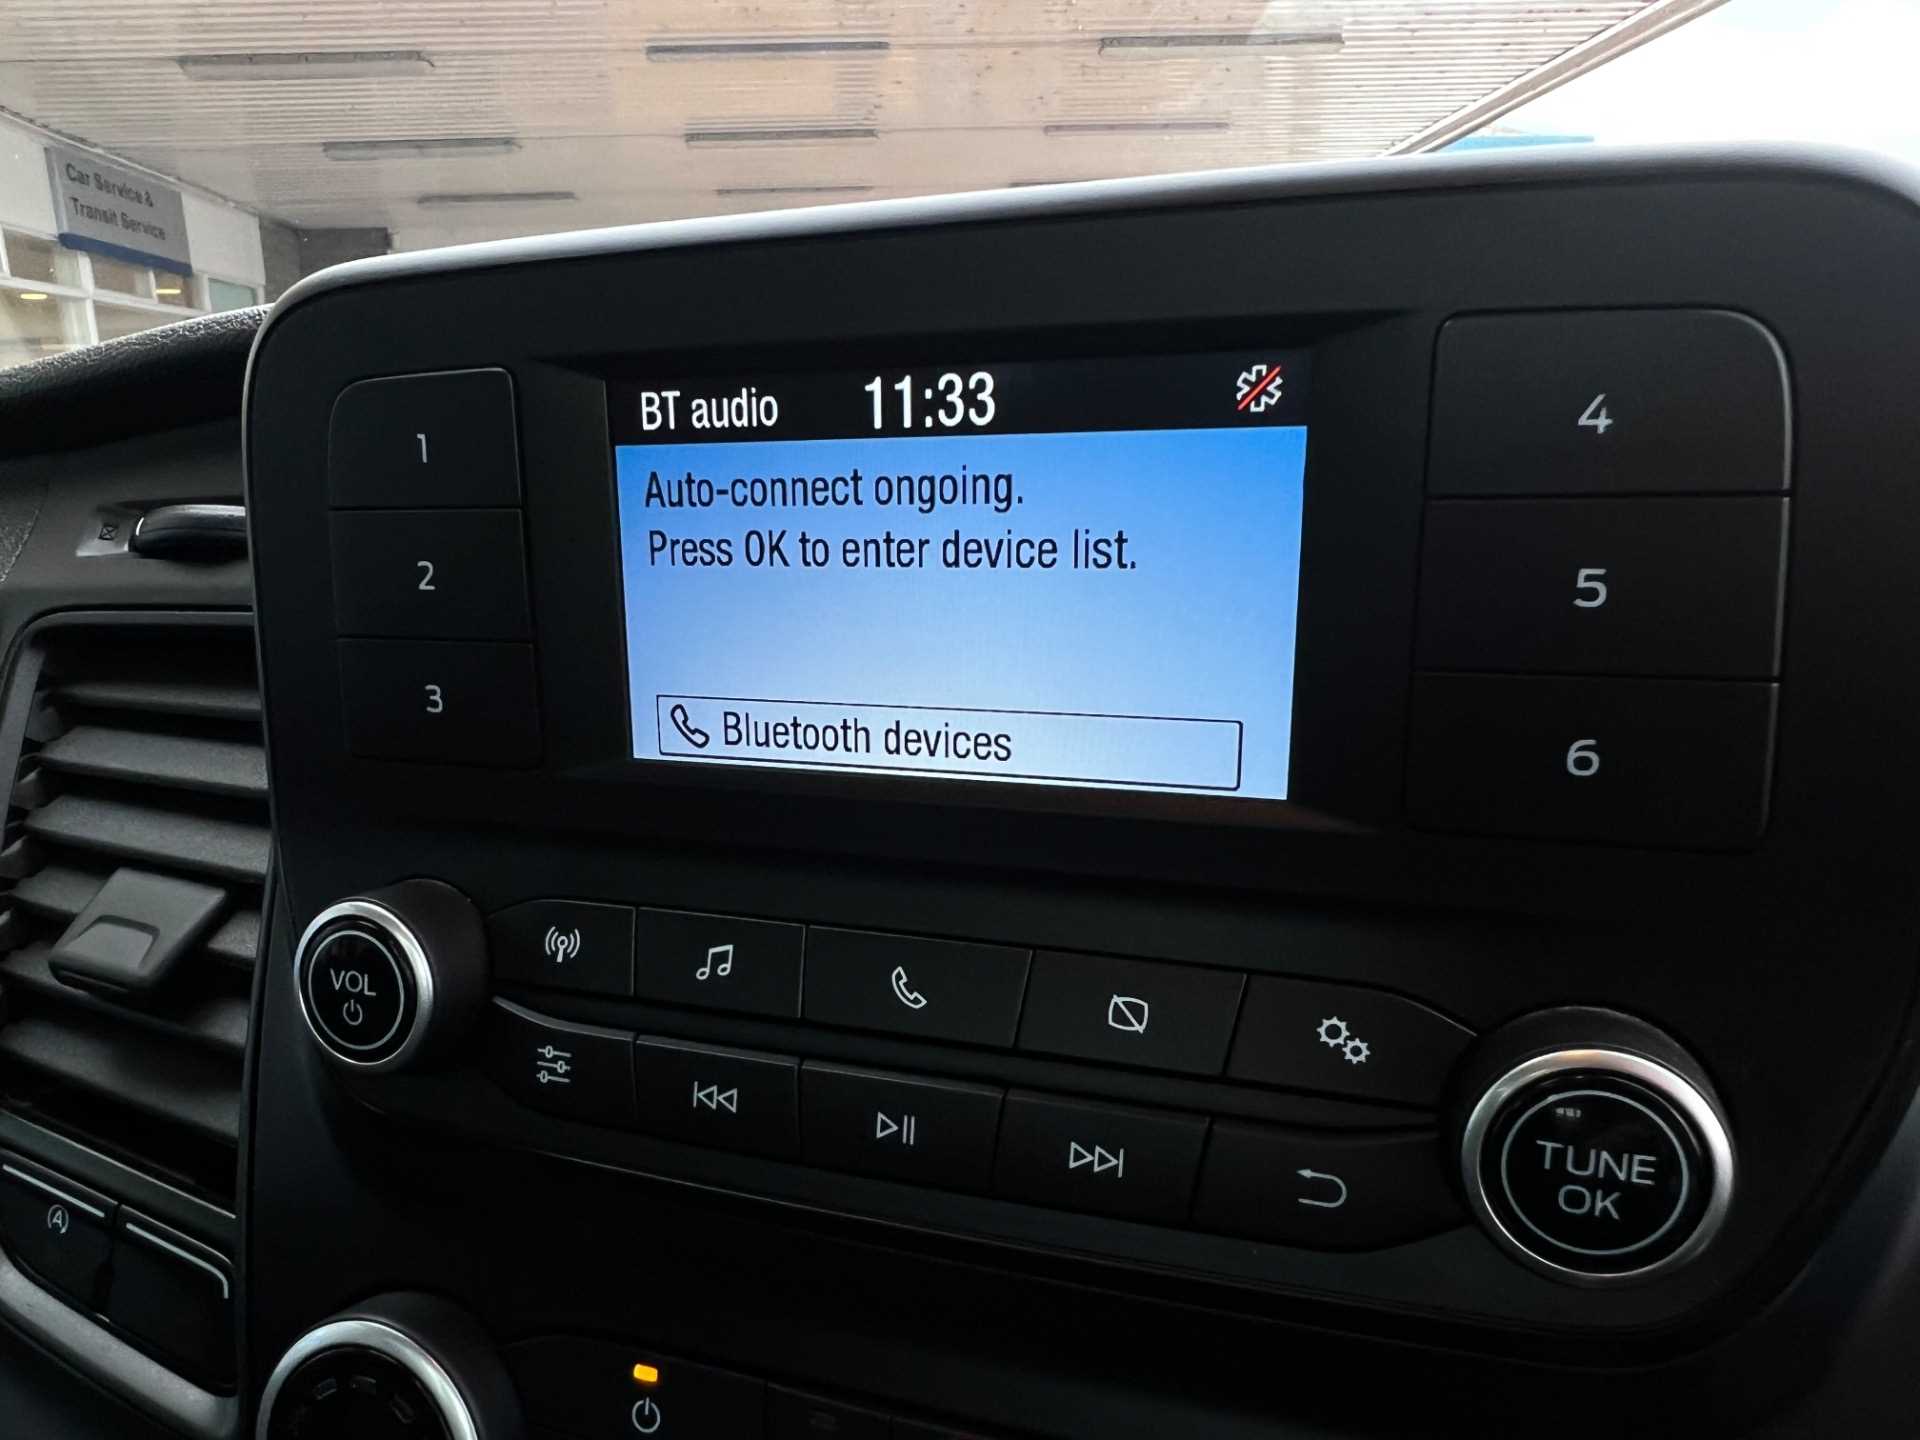 Car Service &
Transit Service
BT audio 11:33
Auto-connect ongoing.
Press OK to enter device list.
Bluetooth devices
1
2
3
4
5
6
VOL
TUNE
OK
A